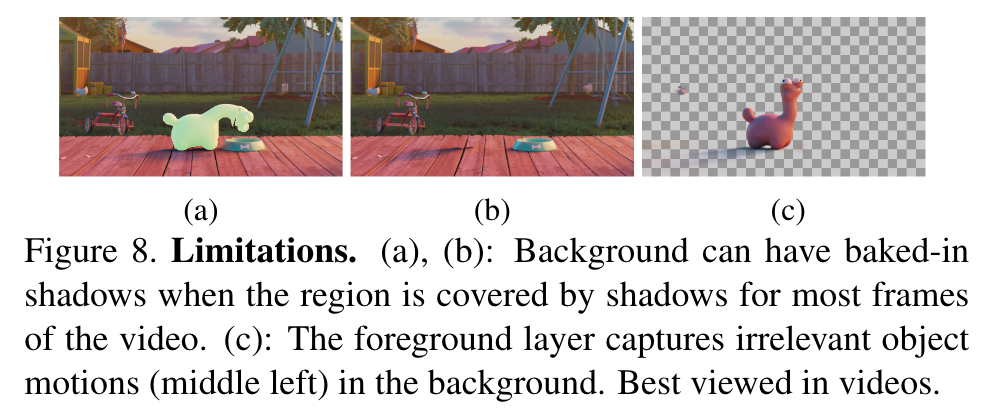 (a) (b) (c)
Figure 8. Limitations. (a), (b): Background can have baked-in
shadows when the region is covered by shadows for most frames
of the video. (c): The foreground layer captures irrelevant object
motions (middle left) in the background. Best viewed in videos.